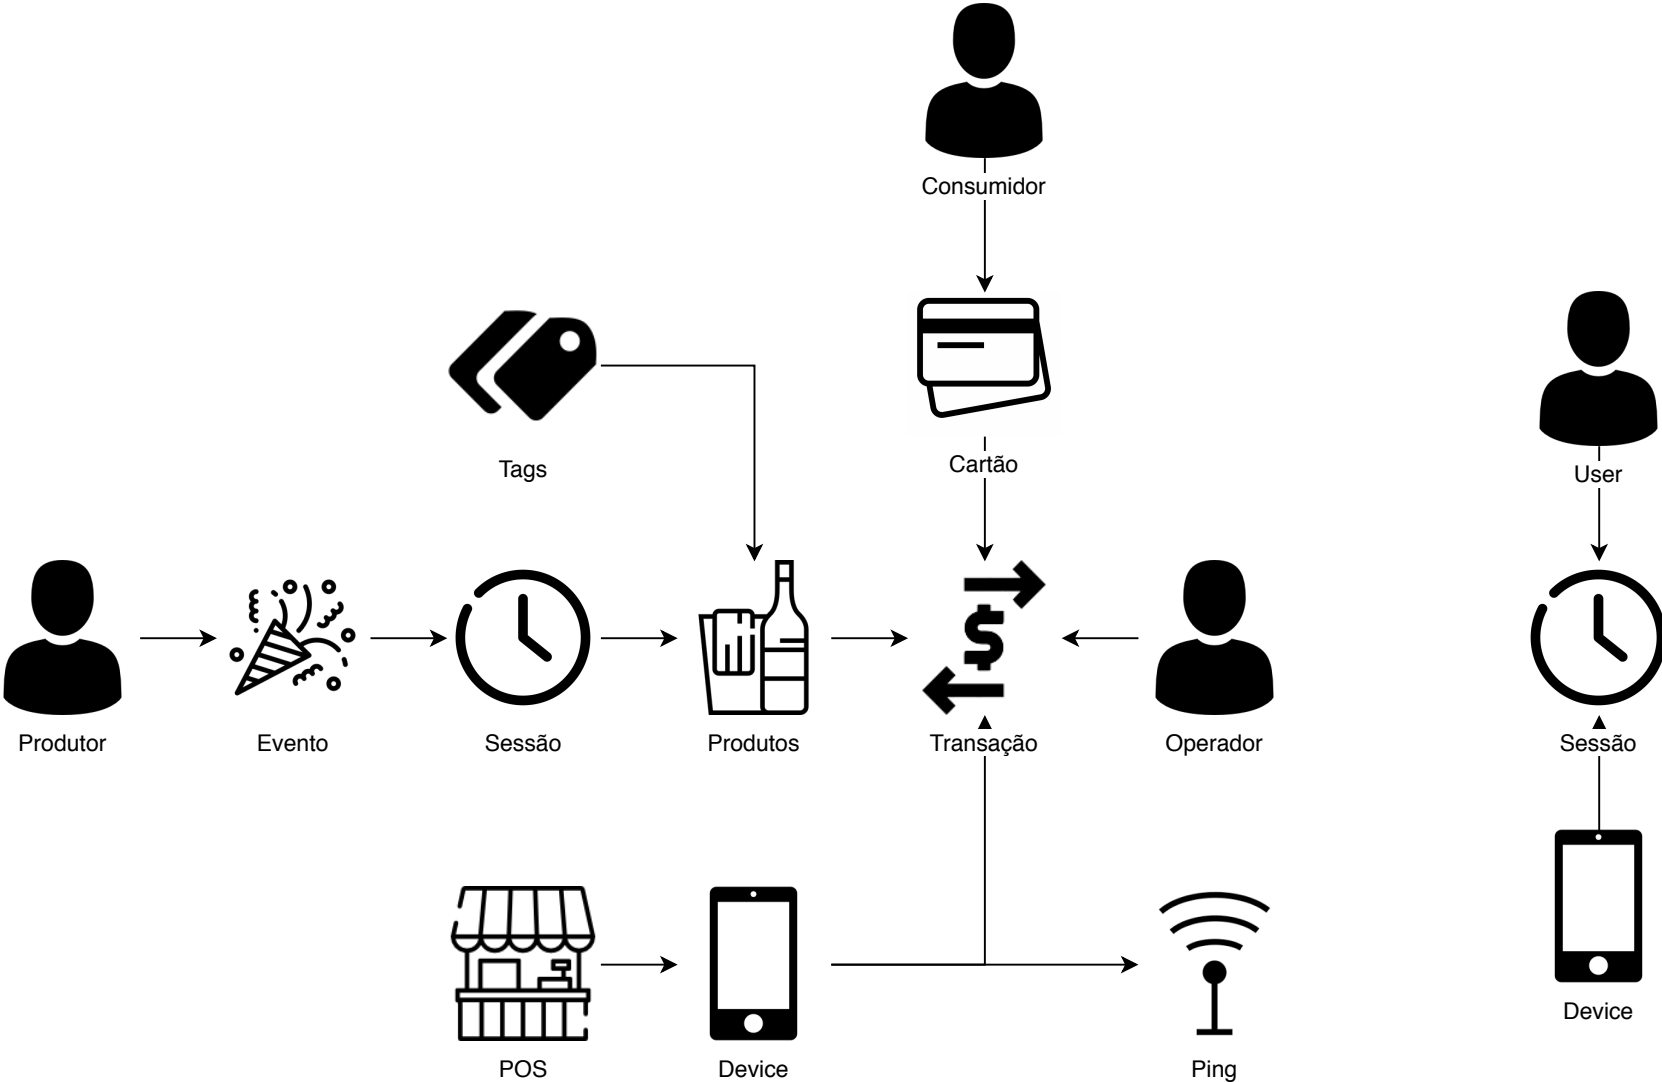 Consumidor
Tags
Cartão
User
Produtor
Evento
Sessão
Produtos
Transação
Operador
Sessão
POS
Device
Ping
Device